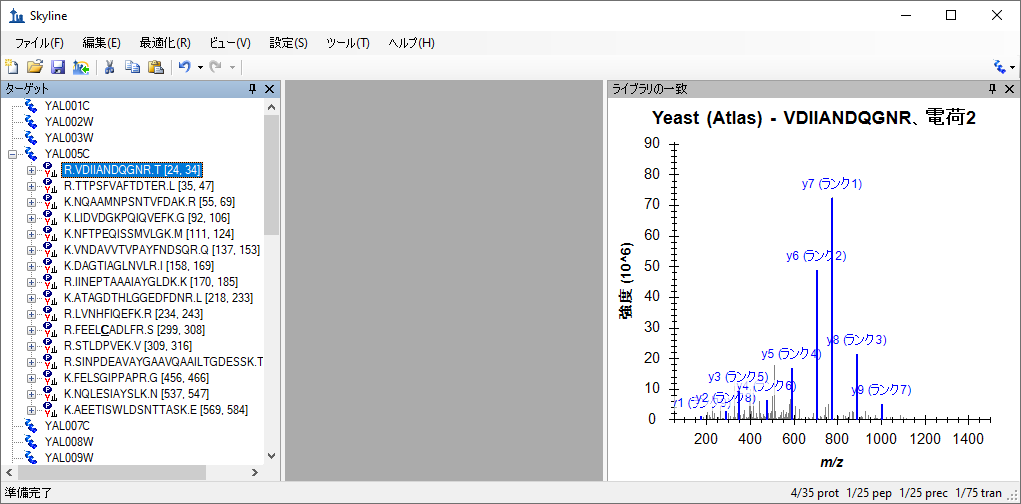 Skyline
ファイル(F) 編集(E) 最適化(R) ビュー(V) 設定(S) ツール(T) ヘルプ(H)
ターゲット
YAL001C
YAL002W
YAL003W
YAL005C
R.VDIIANDQGNR.T [24, 34]
R.TTPSFVAFTDTER.L [35, 47]
K.NQAAMNPSNTVFDAK.R [55, 69]
K.LIDVDGKPQIQVEFK.G [92, 106]
K.NFTPEQISSMVLGK.M [111, 124]
K.VNDAVVTVPAYFNDSQR.Q [137, 153]
K.DAGTIAGLNVLR.I [158, 169]
R.IINEPTAAAIAYGLDK.K [170, 185]
K.ATAGDTHLGGEDFDNR.L [218, 233]
R.LVNHFIQEFK.R [234, 243]
R.FEELCADLFR.S [299, 308]
R.STLDPVEK.V [309, 316]
R.SINPDEAVAYGAAVQAAILTGDESSK.T
K.FELSGIPPAPR.G [456, 466]
K.NQLESIAYSLK.N [537, 547]
K.AEETISWLDSNTTASK.E [569, 584]
YAL007C
YAL008W
YAL009W
ライブラリの一致
Yeast (Atlas) - VDIIANDQGNR、電荷2
強度 (10^6)
90
80
70
60
50
40
30
20
10
0
y7 (ランク1)
y6 (ランク2)
y8 (ランク3)
y5 (ランク4)
y3 (ランク5)
y4 (ランク6)
y9 (ランク7)
y2 (ランク8)
200 400 600 800 1000 1200 1400
m/z
準備完了
4/35 prot 1/25 pep 1/25 prec 1/75 tran